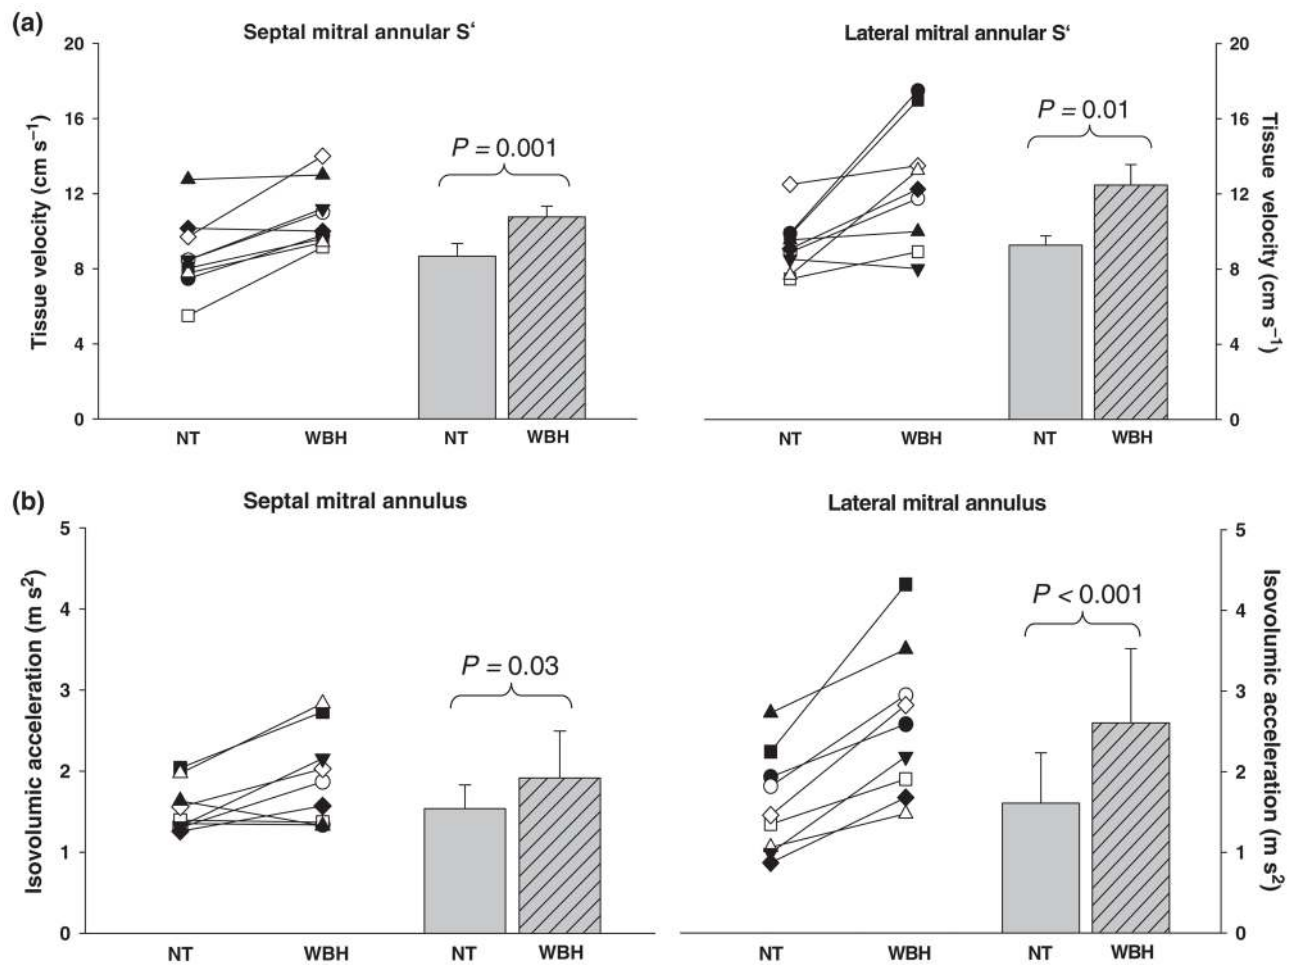 (a)
Septal mitral annular S‘
Lateral mitral annular S‘
Tissue velocity (cm s⁻¹)
20
16
12
8
4
0
P = 0.001
NT
WBH
NT
WBH
P = 0.01
NT
WBH
NT
WBH
20
16
12
8
4
0
Tissue velocity (cm s⁻¹)
(b)
Septal mitral annulus
Lateral mitral annulus
Isovolumic acceleration (m s²)
5
4
3
2
1
0
P = 0.03
NT
WBH
NT
WBH
P < 0.001
NT
WBH
NT
WBH
5
4
3
2
1
0
Isovolumic acceleration (m s²)